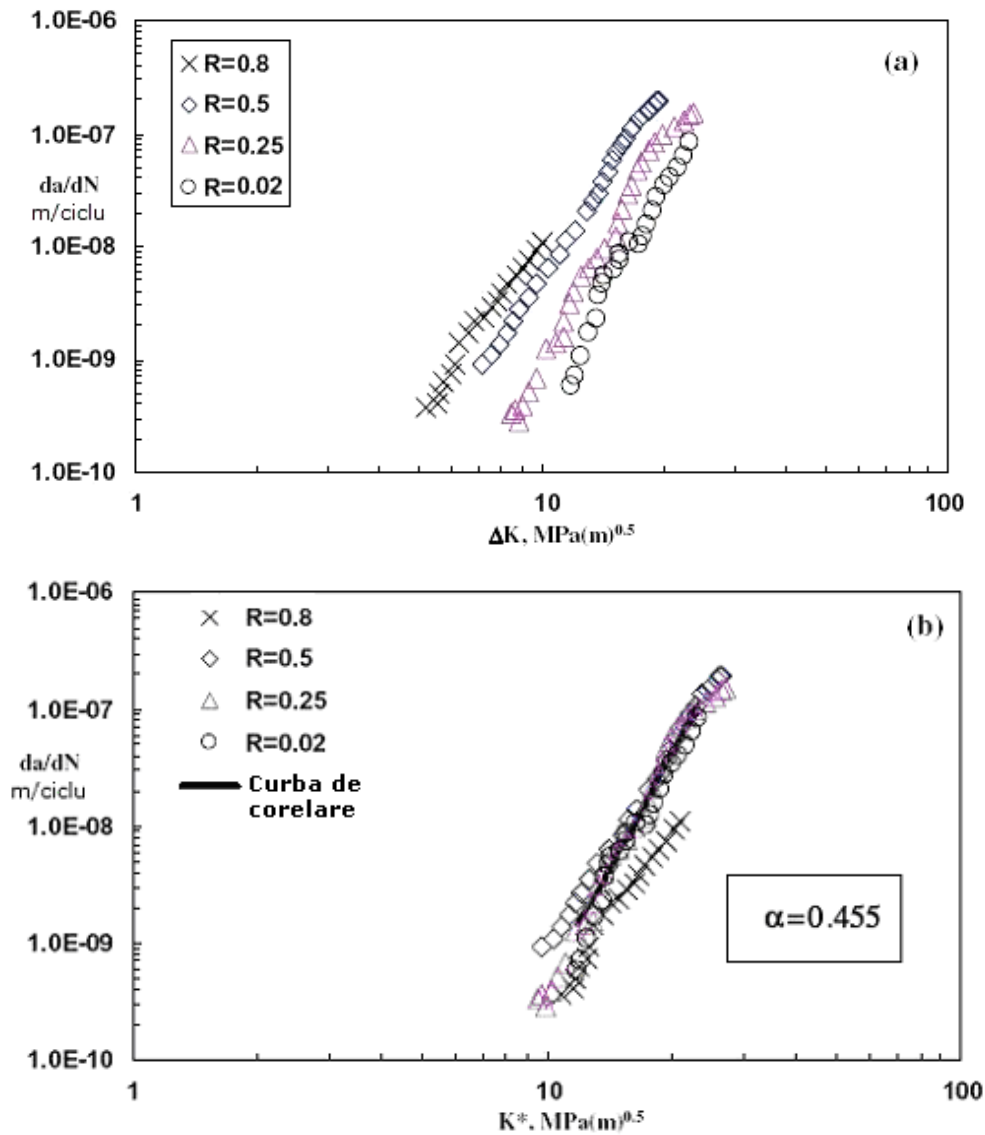 1.0E-06
(a)
R=0.8
R=0.5
R=0.25
R=0.02
1.0E-07
da/dN
m/ciclu
1.0E-08
1.0E-09
1.0E-10
1 10 100
ΔK, MPa(m)^0.5
1.0E-06
(b)
R=0.8
R=0.5
R=0.25
R=0.02
Curba de
corelare
1.0E-07
da/dN
m/ciclu
1.0E-08
α=0.455
1.0E-09
1.0E-10
1 10 100
K*, MPa(m)^0.5